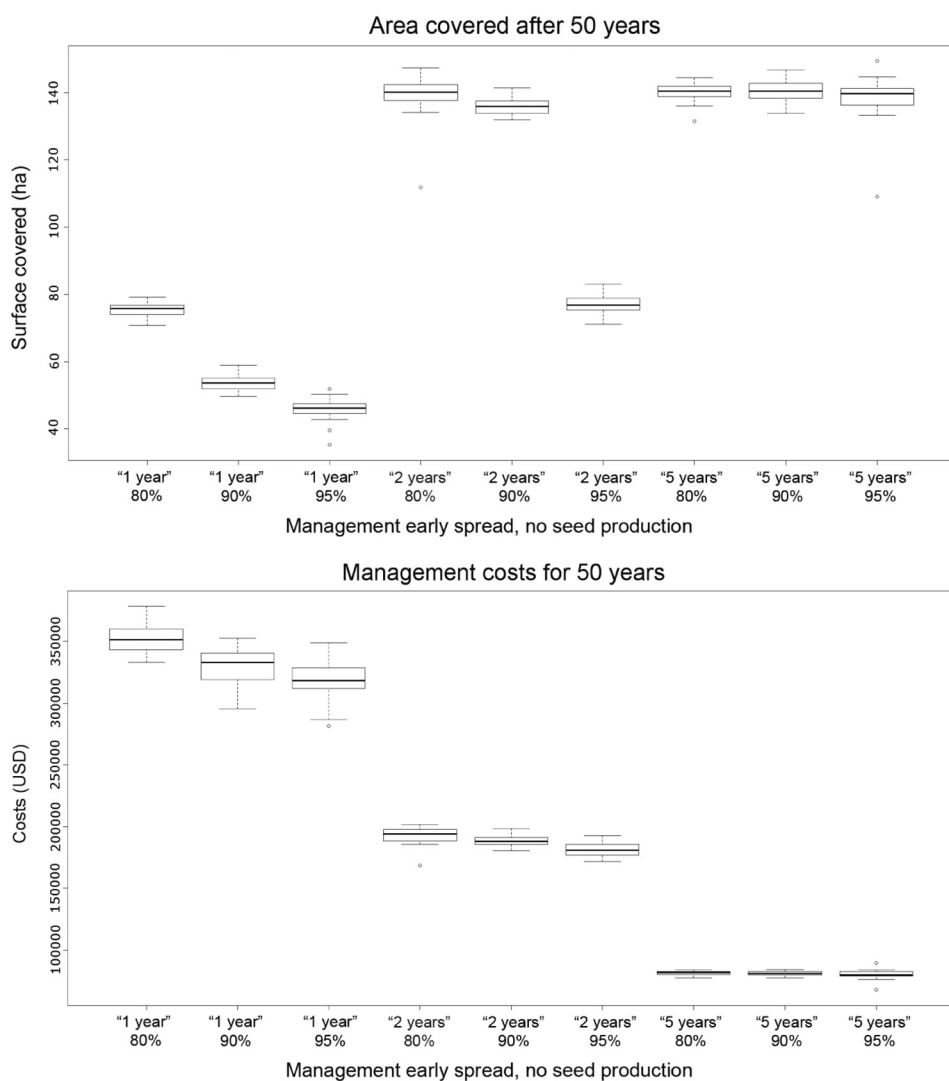 Area covered after 50 years
Surface covered (ha)
140
120
100
80
60
40
“1 year” “1 year” “1 year” “2 years” “2 years” “2 years” “5 years” “5 years” “5 years”
80% 90% 95% 80% 90% 95% 80% 90% 95%
Management early spread, no seed production
Management costs for 50 years
Costs (USD)
350000
300000
250000
200000
150000
100000
“1 year” “1 year” “1 year” “2 years” “2 years” “2 years” “5 years” “5 years” “5 years”
80% 90% 95% 80% 90% 95% 80% 90% 95%
Management early spread, no seed production